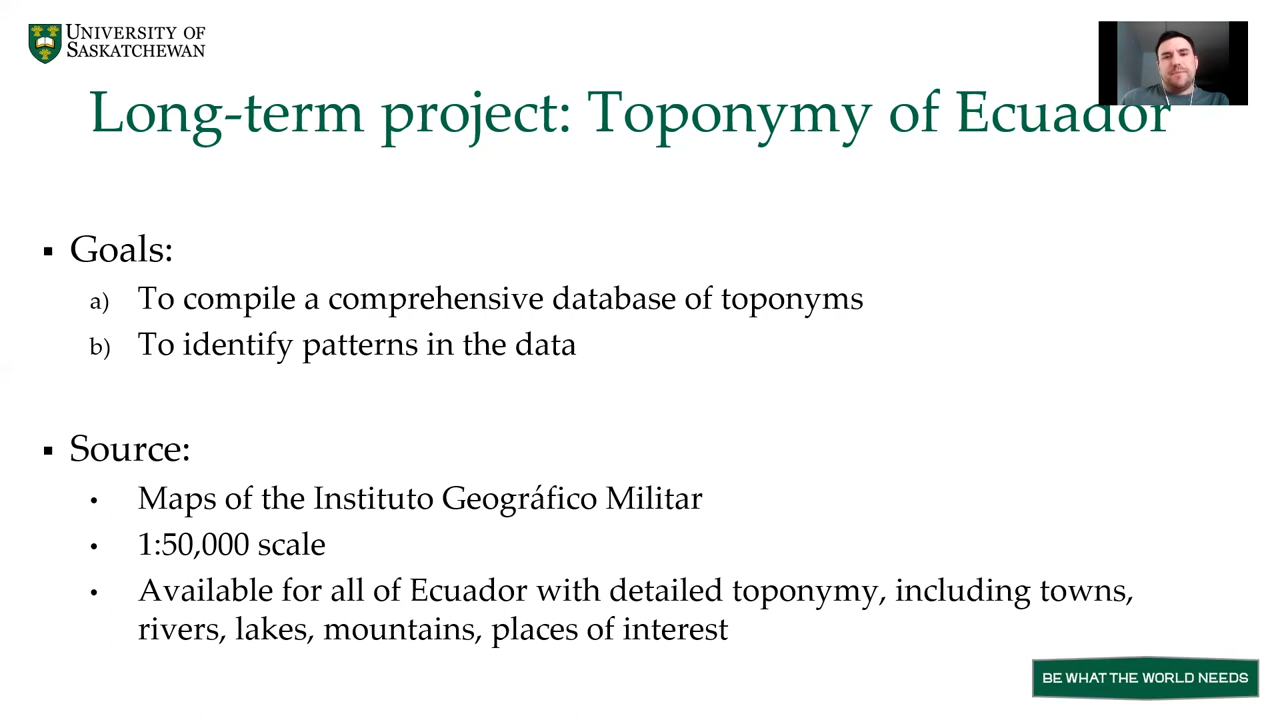 UNIVERSITY OF
SASKATCHEWAN
Long-term project: Toponymy of Ecuador
▪ Goals:
a) To compile a comprehensive database of toponyms
b) To identify patterns in the data
▪ Source:
• Maps of the Instituto Geográfico Militar
• 1:50,000 scale
• Available for all of Ecuador with detailed toponymy, including towns,
rivers, lakes, mountains, places of interest
BE WHAT THE WORLD NEEDS